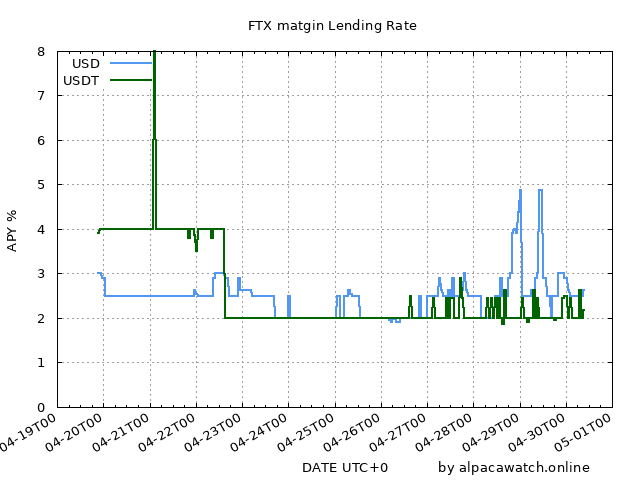 FTX matgin Lending Rate
USD
USDT
8
7
6
5
4
3
2
1
0
APY %
04-19T00
04-20T00
04-21T00
04-22T00
04-23T00
04-24T00
04-25T00
04-26T00
04-27T00
04-28T00
04-29T00
04-30T00
05-01T00
DATE UTC+0
by alpacawatch.online